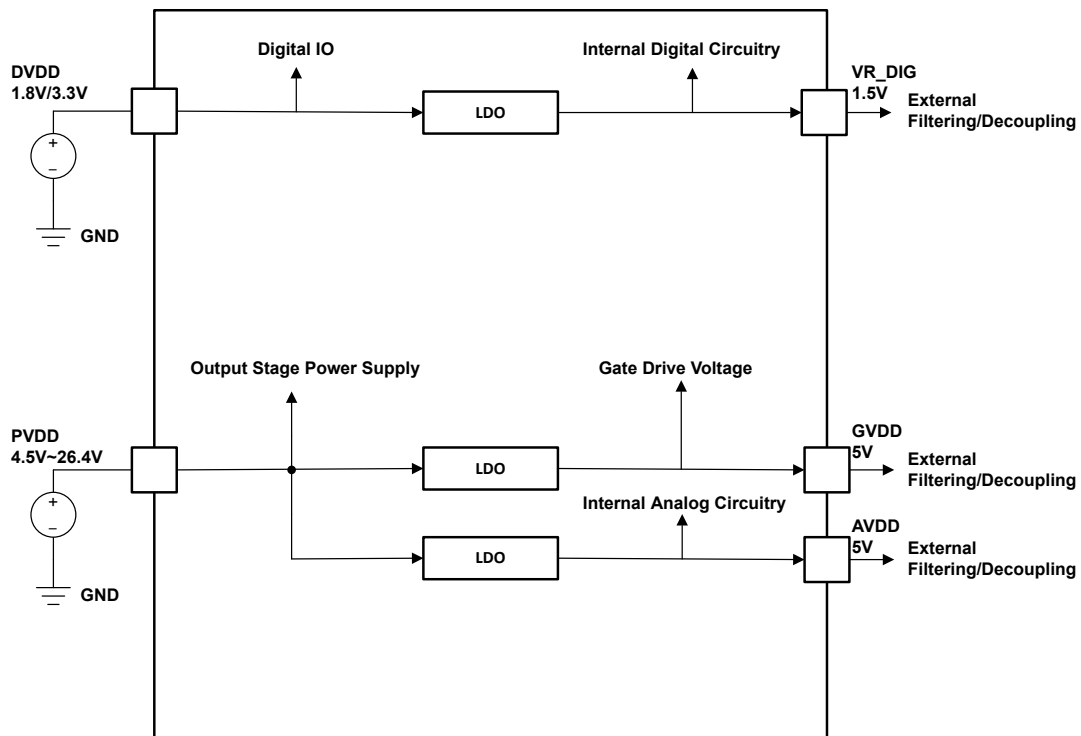 Digital IO
Internal Digital Circuitry
DVDD
1.8V/3.3V
VR_DIG
1.5V
LDO
External
Filtering/Decoupling
+
−
GND
Output Stage Power Supply
Gate Drive Voltage
PVDD
4.5V~26.4V
GVDD
5V
LDO
External
Filtering/Decoupling
+
−
Internal Analog Circuitry
AVDD
5V
LDO
External
Filtering/Decoupling
GND